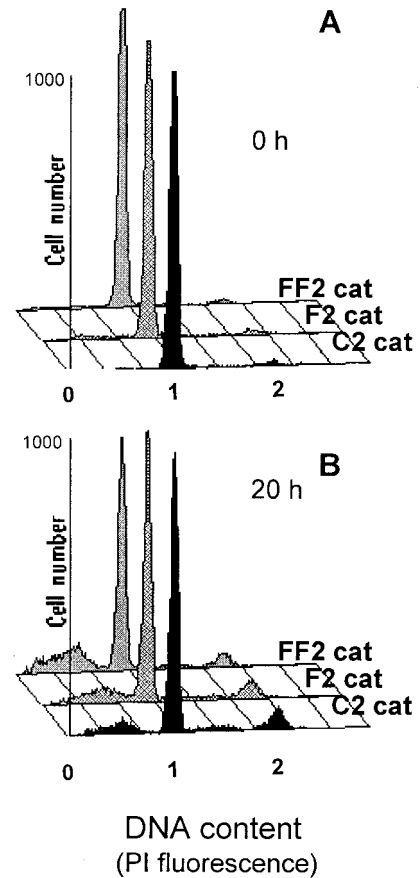 A
1000
0 h
Cell number
FF2 cat
F2 cat
C2 cat
0 1 2
B
1000
20 h
Cell number
FF2 cat
F2 cat
C2 cat
0 1 2
DNA content
(PI fluorescence)